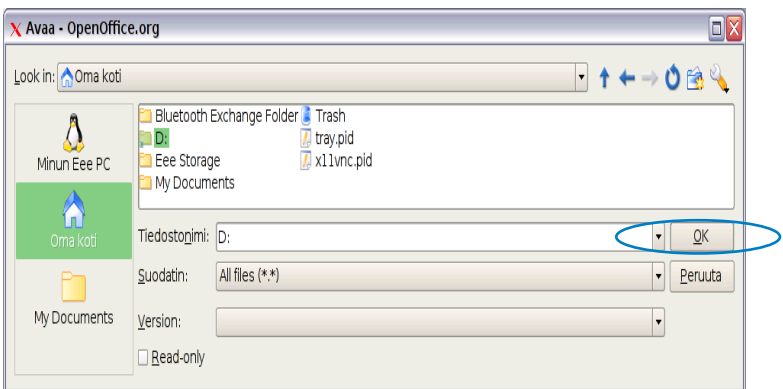 Avaa - OpenOffice.org
Look in: Oma koti
Bluetooth Exchange Folder Trash
D: tray.pid
Eee Storage x11vnc.pid
My Documents
Minun Eee PC
Oma koti
My Documents
Tiedostonimi: D: OK
Suodatin: All files (*.*) Peruuta
Version:
Read-only